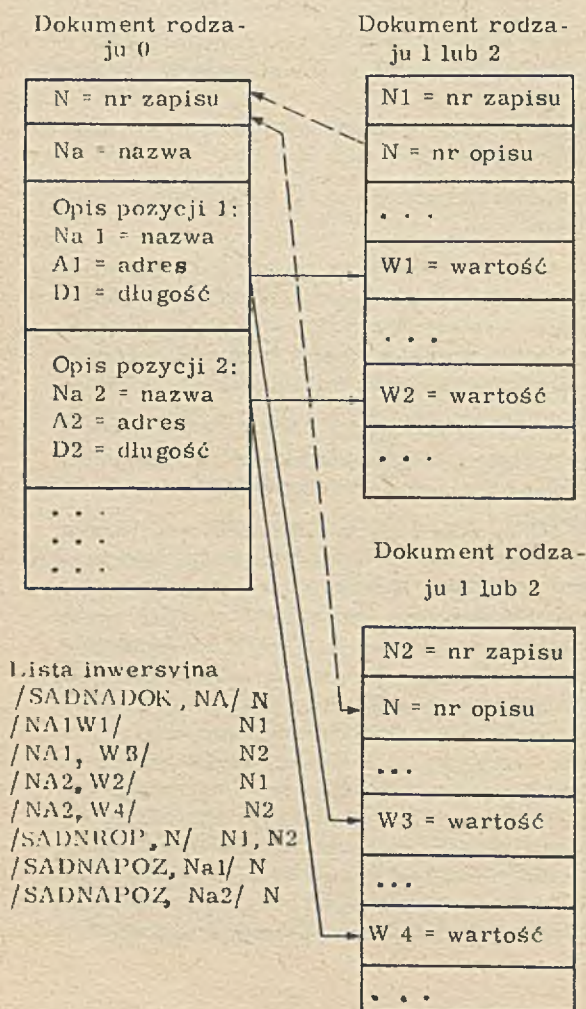 Dokument rodza-
ju 0
N = nr zapisu
Na = nazwa
Opis pozycji 1:
Na 1 = nazwa
A1 = adres
D1 = długość
Opis pozycji 2:
Na 2 = nazwa
A2 = adres
D2 = długość
. . .
. . .
. . .
Dokument rodza-
ju 1 lub 2
N1 = nr zapisu
N = nr opisu
. . .
W1 = wartość
. . .
W2 = wartość
. . .
Dokument rodza-
ju 1 lub 2
N2 = nr zapisu
N = nr opisu
...
W3 = wartość
...
W 4 = wartość
. . .
Lista inwersyjna
/SADNADOK, NA/ N
/NA1W1/ N1
/NA1, W3/ N2
/NA2, W2/ N1
/NA2, W4/ N2
/SADNROP, N/ N1, N2
/SADNAPOZ, Na1/ N
/SADNAPOZ, Na2/ N